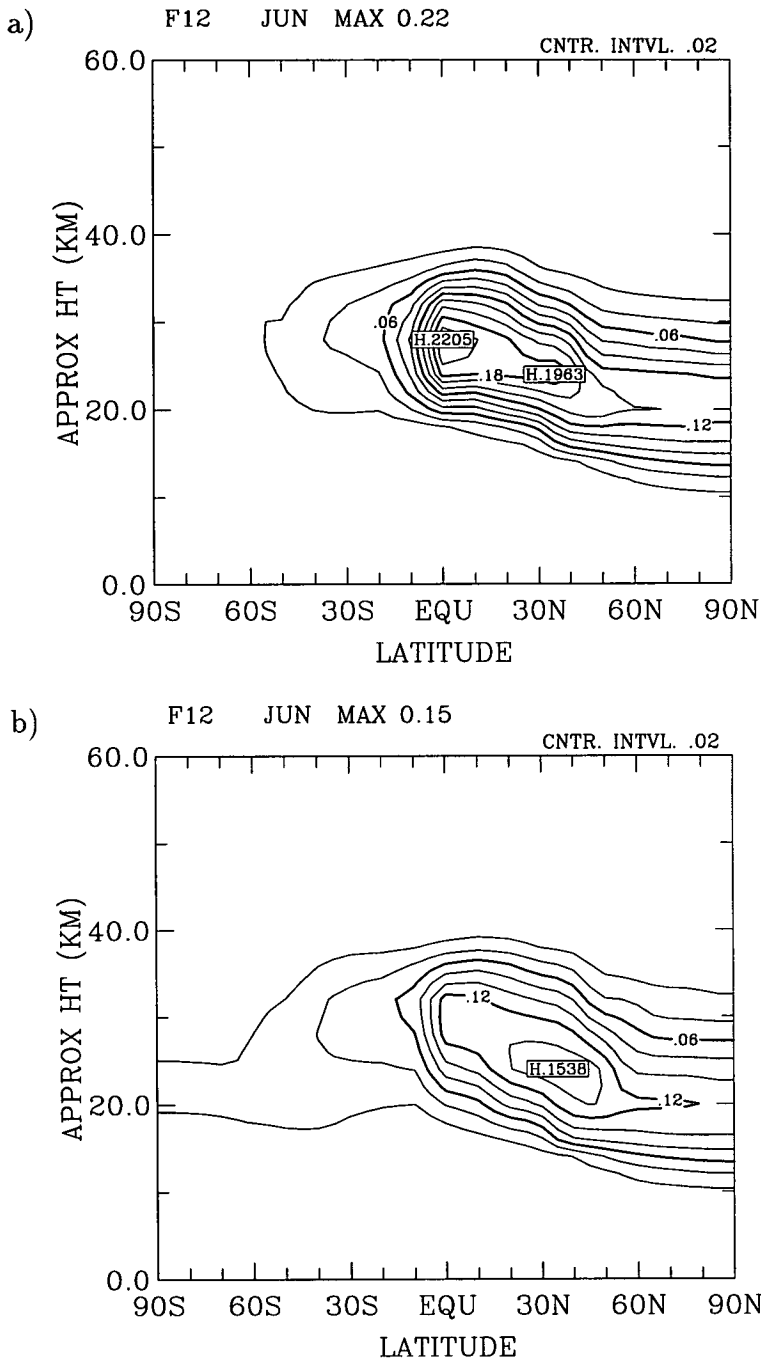 a)
F12 JUN MAX 0.22
CNTR. INTVL. .02
60.0
40.0
20.0
0.0
APPROX HT (KM)
.06
H.2205
.18
H.1963
.06
.12
90S 60S 30S EQU 30N 60N 90N
LATITUDE
b)
F12 JUN MAX 0.15
CNTR. INTVL. .02
60.0
40.0
20.0
0.0
APPROX HT (KM)
.12
.06
H.1538
.12
90S 60S 30S EQU 30N 60N 90N
LATITUDE